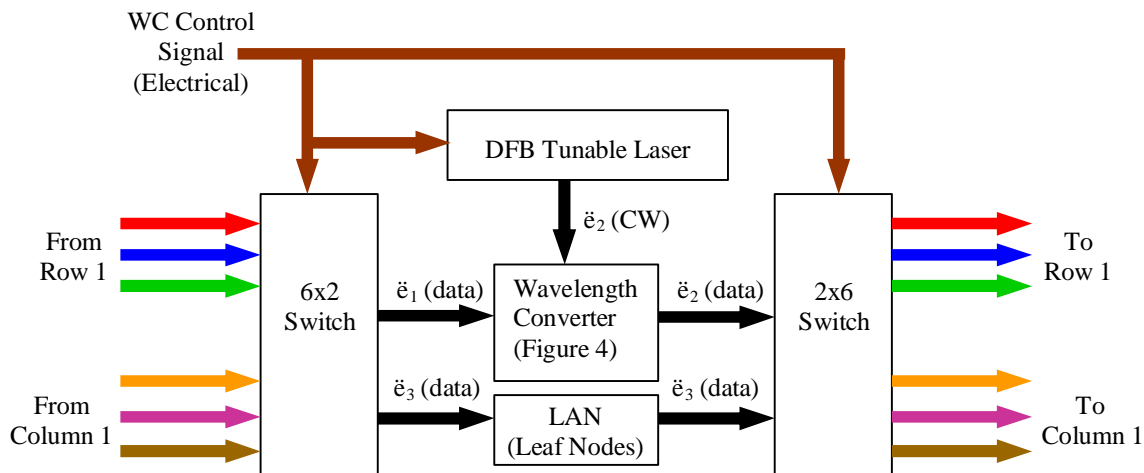 WC Control
Signal
(Electrical)
DFB Tunable Laser
ë₂ (CW)
From
Row 1
6x2
Switch
ë₁ (data)
Wavelength
Converter
(Figure 4)
ë₂ (data)
2x6
Switch
To
Row 1
From
Column 1
ë₃ (data)
LAN
(Leaf Nodes)
ë₃ (data)
To
Column 1